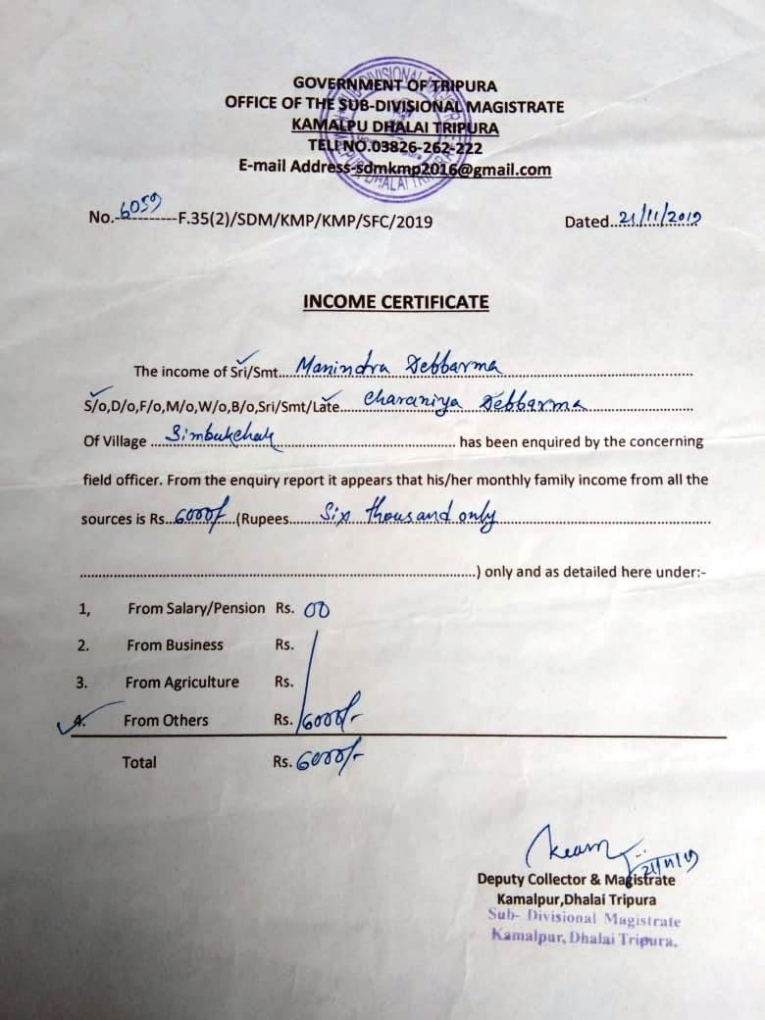 GOVERNMENT OF TRIPURA
OFFICE OF THE SUB-DIVISIONAL MAGISTRATE
KAMALPU DHALAI TRIPURA
TELI NO.03826-262-222
E-mail Address-sdmkmp2016@gmail.com
No.-6059--------F.35(2)/SDM/KMP/KMP/SFC/2019 Dated..21/11/2019
INCOME CERTIFICATE
The income of Sri/Smt... Manindra Debbarma
S/o,D/o,F/o,M/o,W/o,B/o,Sri/Smt/Late... Charaniya Debbarma
Of Village ... Simbukchak ... has been enquired by the concerning
field officer. From the enquiry report it appears that his/her monthly family income from all the
sources is Rs..6000/-..(Rupees...... Six thousand only
..............................) only and as detailed here under:-
1, From Salary/Pension Rs. 00
2. From Business Rs.
3. From Agriculture Rs.
4. From Others Rs. 6000/-
Total Rs. 6000/-
21/11/19
Deputy Collector & Magistrate
Kamalpur,Dhalai Tripura
Sub- Divisional Magistrate
Kamalpur, Dhalai Tripura.